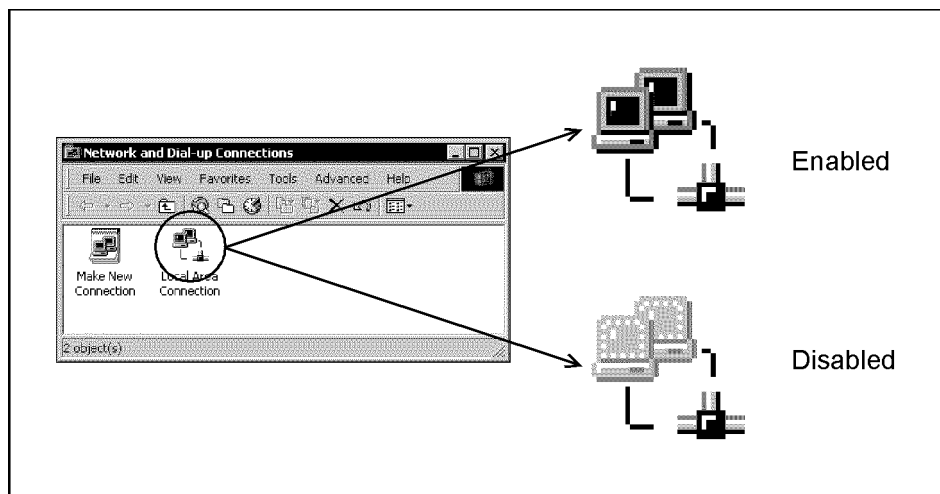 Network and Dial-up Connections
File Edit View Favorites Tools Advanced Help
Make New Connection
Local Area Connection
2 object(s)
Enabled
Disabled